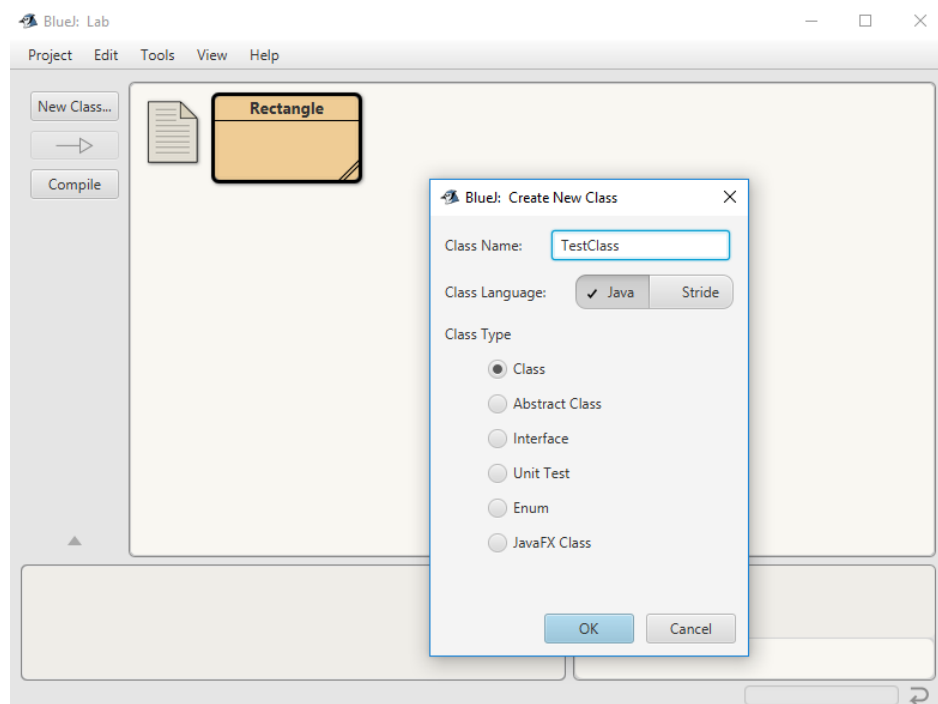 BlueJ: Lab
Project Edit Tools View Help
New Class...
Compile
Rectangle
BlueJ: Create New Class
Class Name: TestClass
Class Language: Java Stride
Class Type
Class
Abstract Class
Interface
Unit Test
Enum
JavaFX Class
OK Cancel